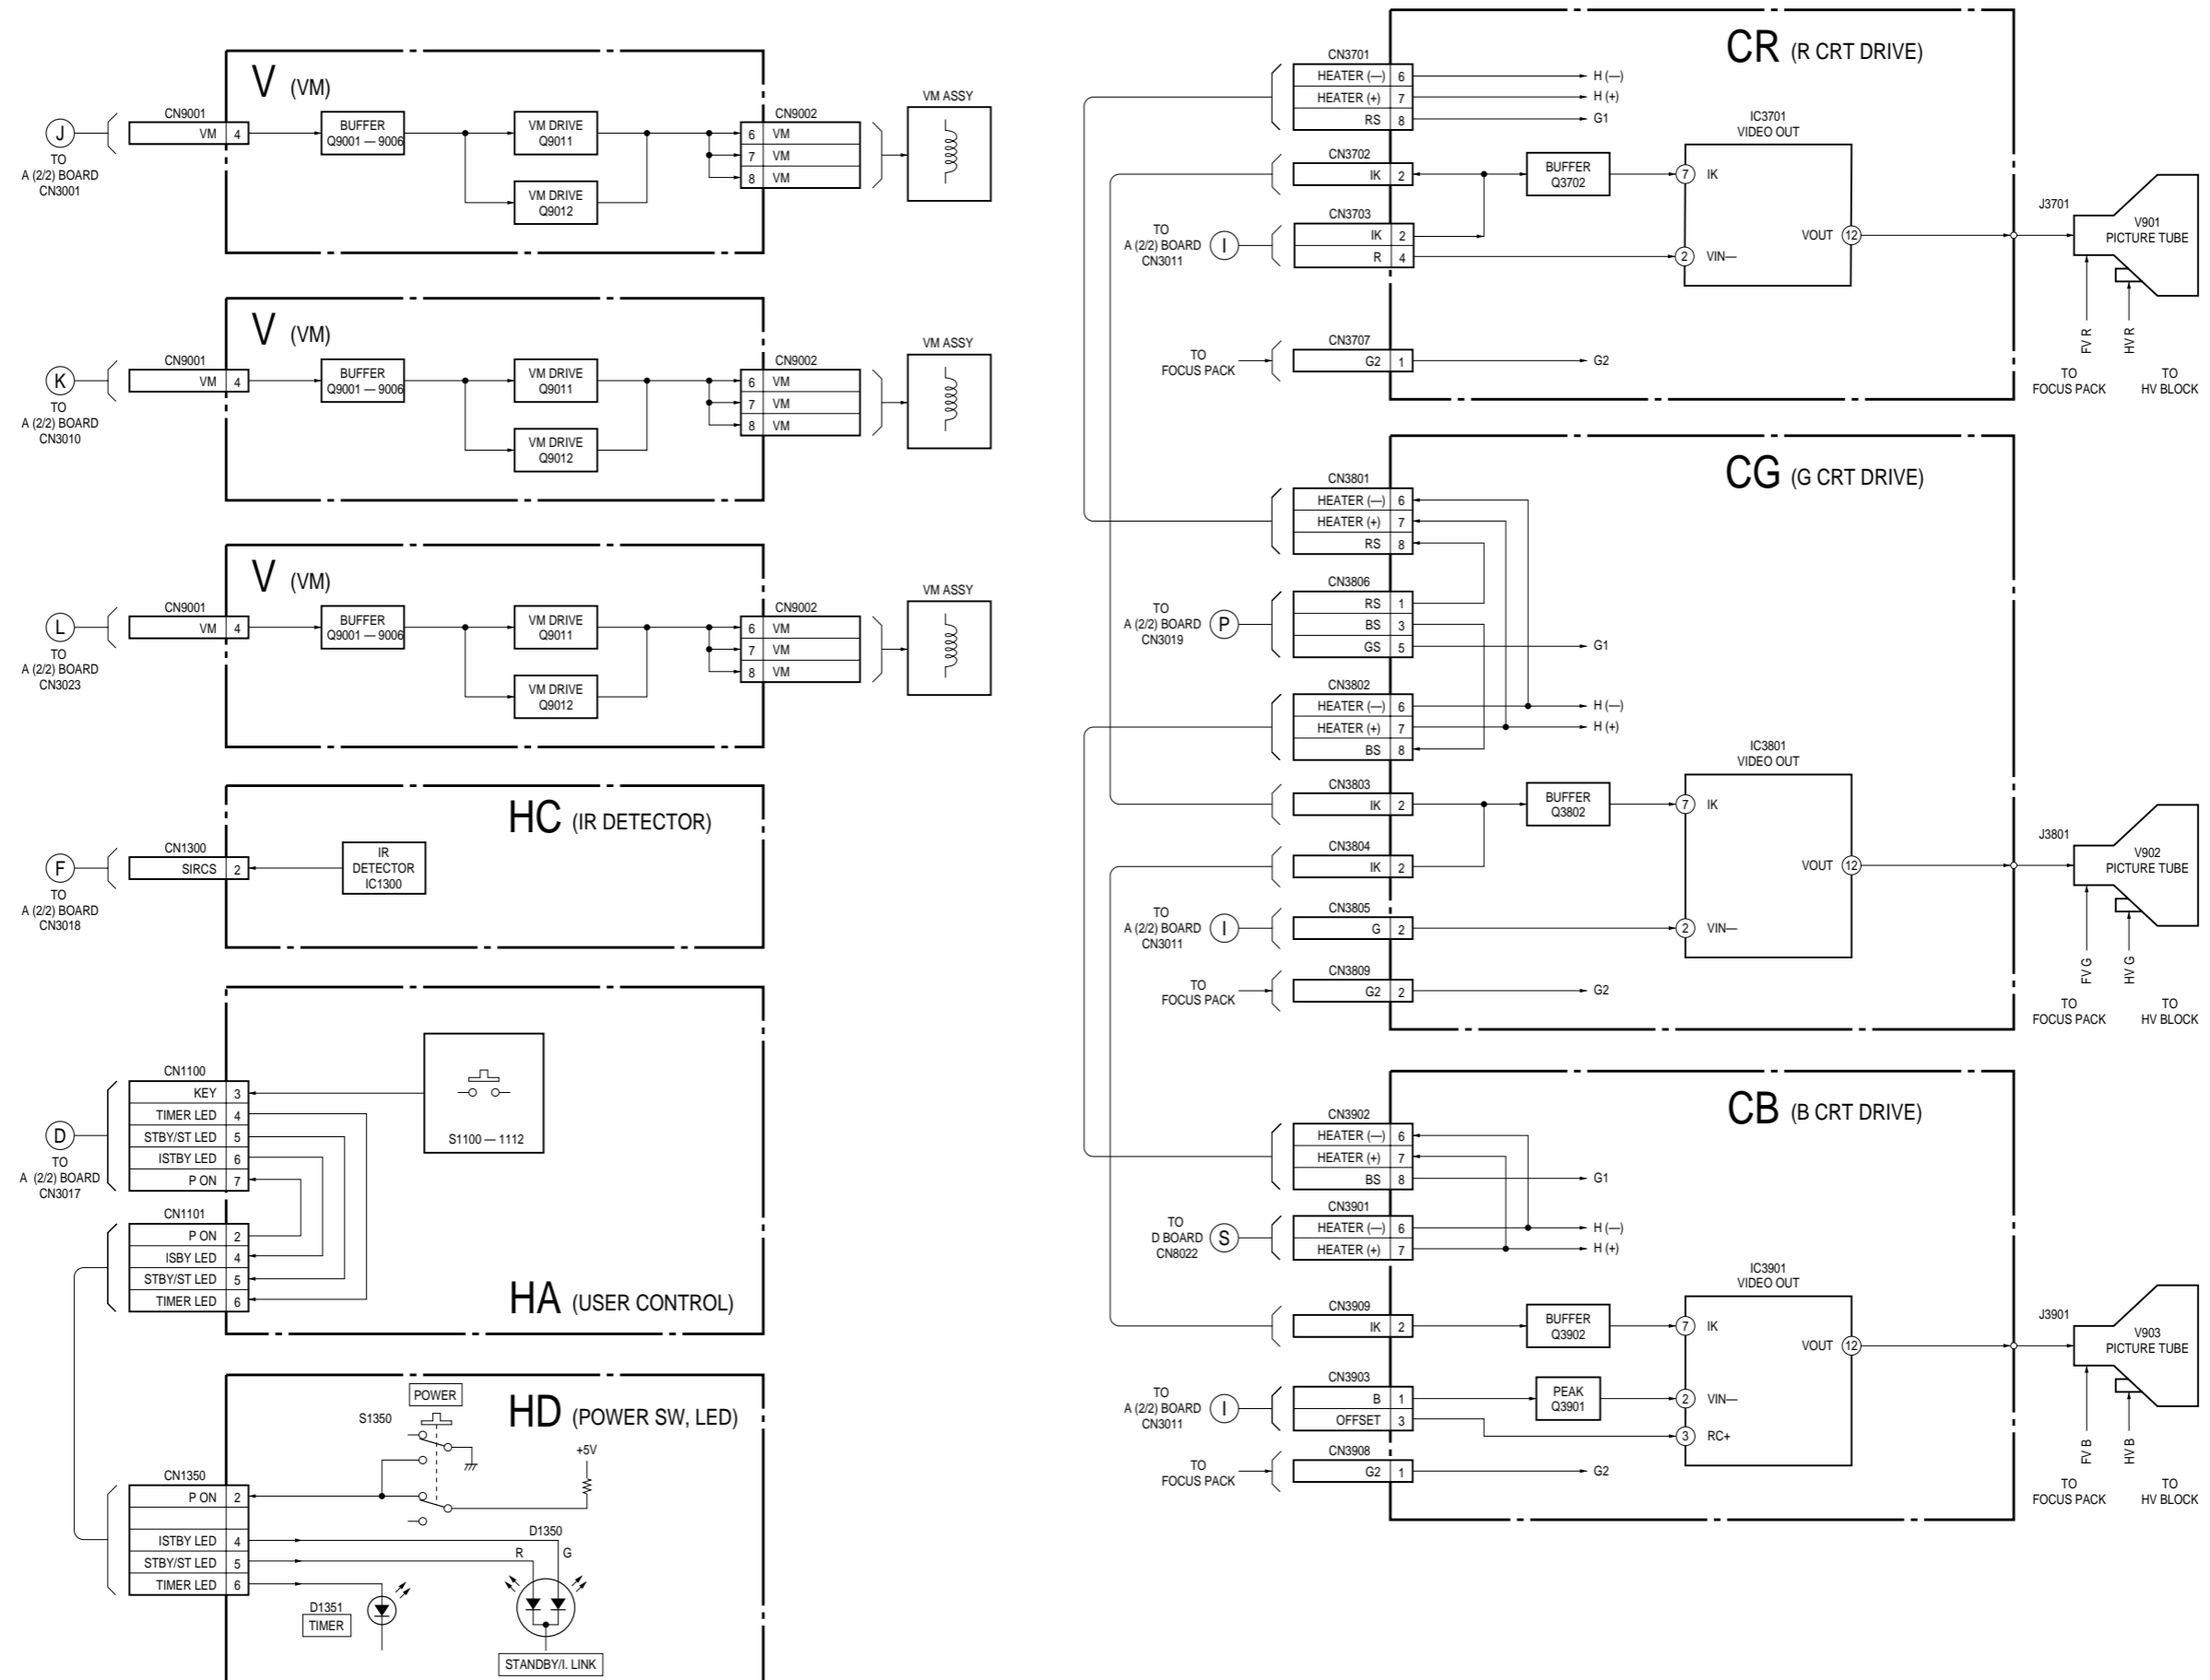 V (VM)
J
TO
A (2/2) BOARD
CN3001
CN9001
VM 4
BUFFER
Q9001 — 9006
VM DRIVE
Q9011
VM DRIVE
Q9012
CN9002
6 VM
7 VM
8 VM
VM ASSY
V (VM)
K
TO
A (2/2) BOARD
CN3010
CN9001
VM 4
BUFFER
Q9001 — 9006
VM DRIVE
Q9011
VM DRIVE
Q9012
CN9002
6 VM
7 VM
8 VM
VM ASSY
V (VM)
L
TO
A (2/2) BOARD
CN3023
CN9001
VM 4
BUFFER
Q9001 — 9006
VM DRIVE
Q9011
VM DRIVE
Q9012
CN9002
6 VM
7 VM
8 VM
VM ASSY
HC (IR DETECTOR)
F
TO
A (2/2) BOARD
CN3018
CN1300
SIRCS 2
IR
DETECTOR
IC1300
D
TO
A (2/2) BOARD
CN3017
CN1100
KEY 3
TIMER LED 4
STBY/ST LED 5
ISTBY LED 6
P ON 7
S1100 — 1112
CN1101
P ON 2
ISBY LED 4
STBY/ST LED 5
TIMER LED 6
HA (USER CONTROL)
HD (POWER SW, LED)
POWER
S1350
+5V
CN1350
P ON 2
ISTBY LED 4
STBY/ST LED 5
TIMER LED 6
D1350
R
G
D1351
TIMER
STANDBY/I. LINK
CR (R CRT DRIVE)
CN3701
HEATER (—) 6
HEATER (+) 7
RS 8
H (—)
H (+)
G1
CN3702
IK 2
BUFFER
Q3702
IC3701
VIDEO OUT
7 IK
VOUT 12
2 VIN—
TO
A (2/2) BOARD
CN3011
I
CN3703
IK 2
R 4
TO
FOCUS PACK
CN3707
G2 1
G2
J3701
V901
PICTURE TUBE
FV R
HV R
TO
FOCUS PACK
TO
HV BLOCK
CG (G CRT DRIVE)
CN3801
HEATER (—) 6
HEATER (+) 7
RS 8
TO
A (2/2) BOARD
CN3019
P
CN3806
RS 1
BS 3
GS 5
G1
CN3802
HEATER (—) 6
HEATER (+) 7
BS 8
H (—)
H (+)
CN3803
IK 2
BUFFER
Q3802
IC3801
VIDEO OUT
7 IK
VOUT 12
2 VIN—
CN3804
IK 2
TO
A (2/2) BOARD
CN3011
I
CN3805
G 2
TO
FOCUS PACK
CN3809
G2 2
G2
J3801
V902
PICTURE TUBE
FV G
HV G
TO
FOCUS PACK
TO
HV BLOCK
CB (B CRT DRIVE)
CN3902
HEATER (—) 6
HEATER (+) 7
BS 8
G1
TO
D BOARD
CN8022
S
CN3901
HEATER (—) 6
HEATER (+) 7
H (—)
H (+)
CN3909
IK 2
BUFFER
Q3902
IC3901
VIDEO OUT
7 IK
VOUT 12
2 VIN—
3 RC+
TO
A (2/2) BOARD
CN3011
I
CN3903
B 1
OFFSET 3
PEAK
Q3901
TO
FOCUS PACK
CN3908
G2 1
G2
J3901
V903
PICTURE TUBE
FV B
HV B
TO
FOCUS PACK
TO
HV BLOCK